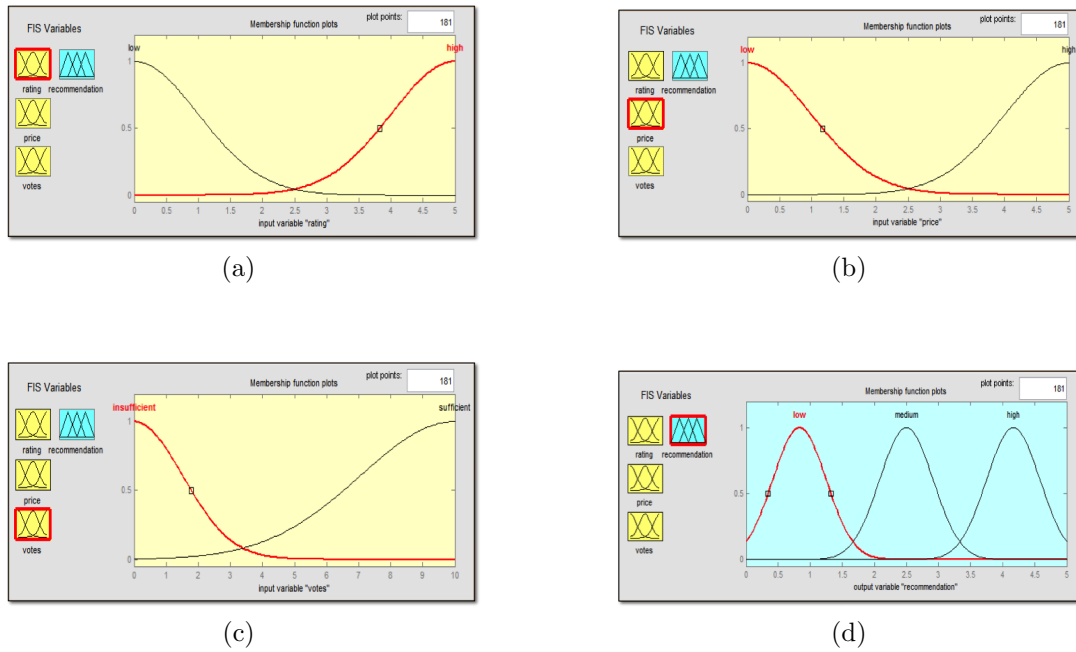 plot points: 181
FIS Variables
Membership function plots
low high
1
rating recommendation
0.5
price
0
votes
0 0.5 1 1.5 2 2.5 3 3.5 4 4.5 5
input variable "rating"
(a)
plot points: 181
FIS Variables
Membership function plots
low high
1
rating recommendation
0.5
price
0
votes
0 0.5 1 1.5 2 2.5 3 3.5 4 4.5 5
input variable "price"
(b)
plot points: 181
FIS Variables
Membership function plots
insufficient sufficient
1
rating recommendation
0.5
price
0
votes
0 1 2 3 4 5 6 7 8 9 10
input variable "votes"
(c)
plot points: 181
FIS Variables
Membership function plots
low medium high
1
rating recommendation
0.5
price
0
votes
0 0.5 1 1.5 2 2.5 3 3.5 4 4.5 5
output variable "recommendation"
(d)